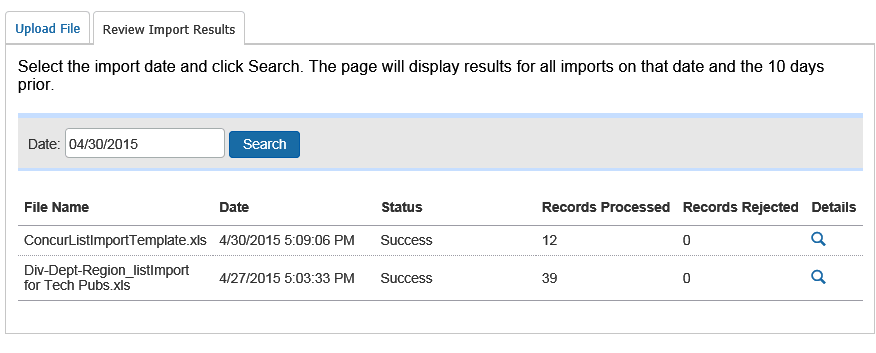 Upload File
Review Import Results
Select the import date and click Search. The page will display results for all imports on that date and the 10 days
prior.
Date: 04/30/2015 Search
File Name Date Status Records Processed Records Rejected Details
ConcurListImportTemplate.xls 4/30/2015 5:09:06 PM Success 12 0
Div-Dept-Region_listImport
for Tech Pubs.xls 4/27/2015 5:03:33 PM Success 39 0